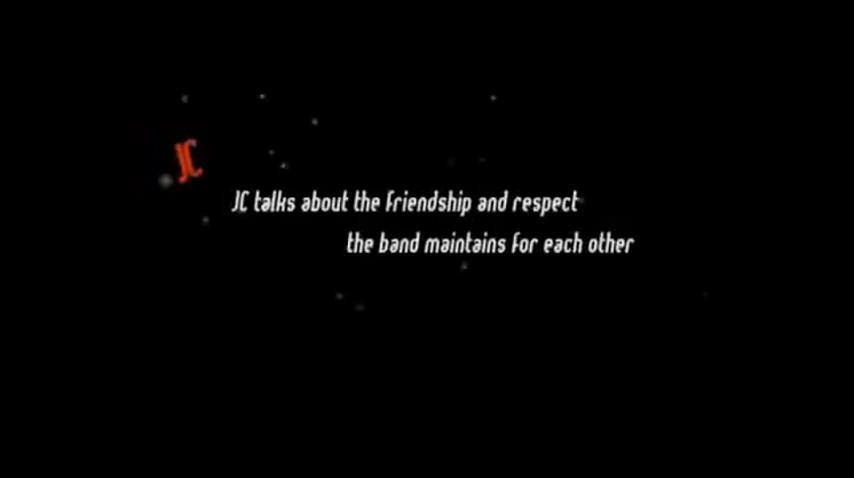 JC
JC talks about the friendship and respect
the band maintains for each other